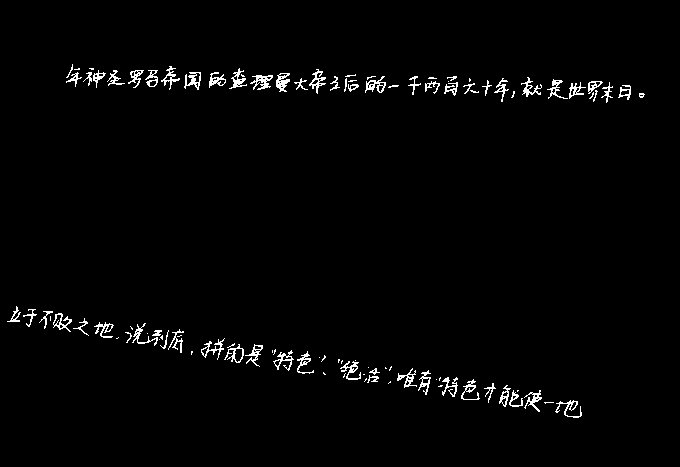 年神圣罗马帝国的查理曼大帝之后的一千两百六十年，就是世界末日。
立于不败之地.说到底，拼的是“特色”、“绝活”，唯有“特色才能使一地